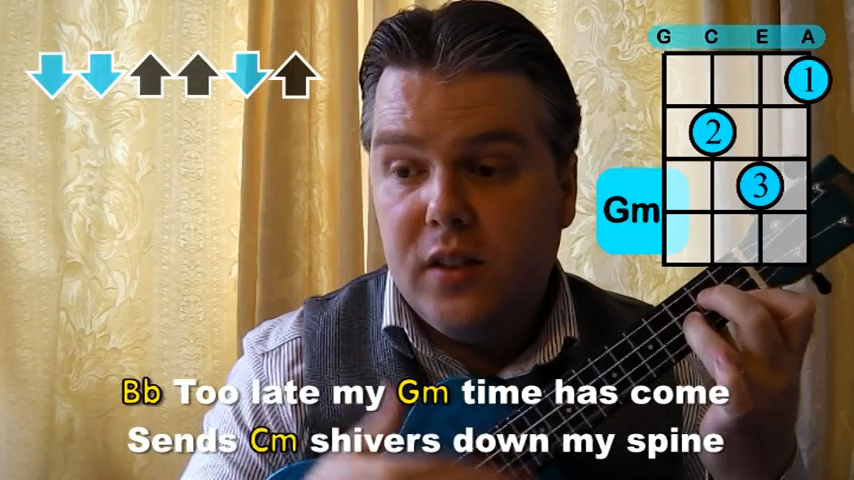 G C E A
1
2
3
Gm
Bb Too late my Gm time has come
Sends Cm shivers down my spine